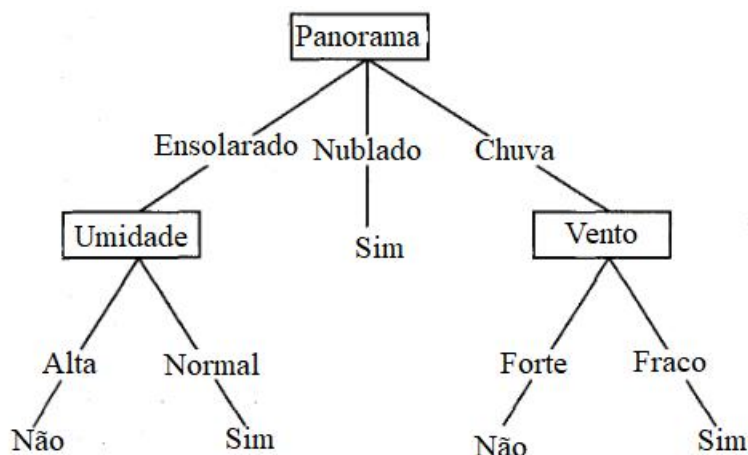 Panorama
Ensolarado Nublado Chuva
Umidade Sim Vento
Alta Normal Forte Fraco
Não Sim Não Sim